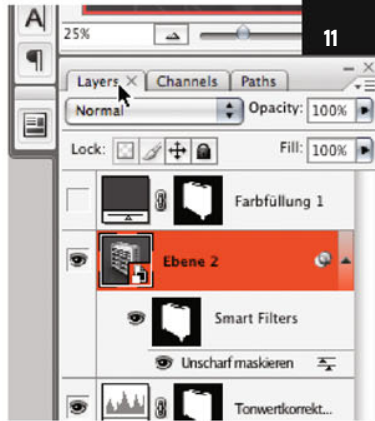 A
25%
11
¶
Layers × Channels Paths
Normal Opacity: 100%
Lock: Fill: 100%
Farbfüllung 1
Ebene 2
Smart Filters
Unscharf maskieren
Tonwertkorrekt...